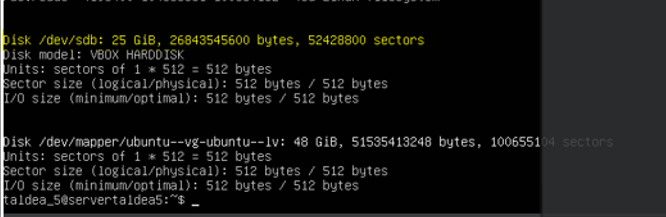 Disk /dev/sdb: 25 GiB, 26843545600 bytes, 52428800 sectors
Disk model: VBOX HARDDISK
Units: sectors of 1 * 512 = 512 bytes
Sector size (logical/physical): 512 bytes / 512 bytes
I/O size (minimum/optimal): 512 bytes / 512 bytes
Disk /dev/mapper/ubuntu--vg-ubuntu--lv: 48 GiB, 51535413248 bytes, 100655104 sectors
Units: sectors of 1 * 512 = 512 bytes
Sector size (logical/physical): 512 bytes / 512 bytes
I/O size (minimum/optimal): 512 bytes / 512 bytes
taldea_5@servertaldea5:~$ _